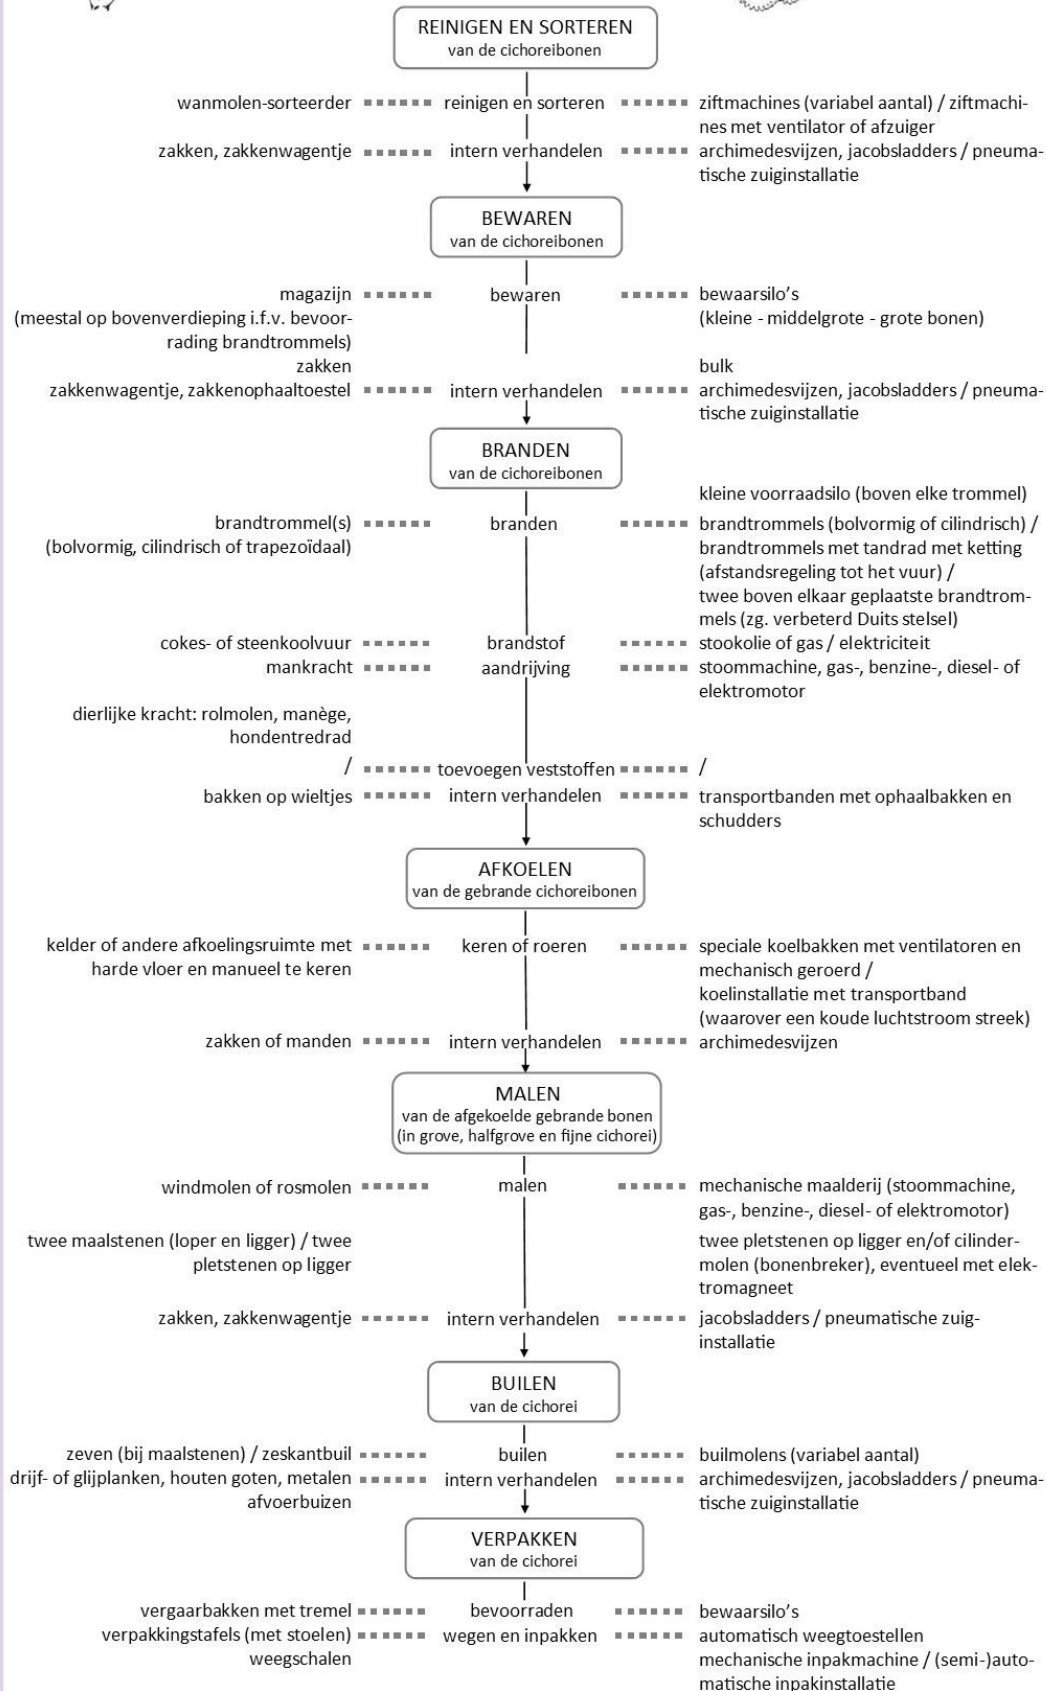 REINIGEN EN SORTEREN
van de cichoreibonen
wanmolen-sorteerder reinigen en sorteren ziftmachines (variabel aantal) / ziftmachi-
nes met ventilator of afzuiger
zakken, zakkenwagentje intern verhandelen archimedesvijzen, jacobsladders / pneuma-
tische zuiginstallatie
BEWAREN
van de cichoreibonen
magazijn bewaren bewaarsilo's
(meestal op bovenverdieping i.f.v. bevoor- (kleine - middelgrote - grote bonen)
rading brandtrommels)
zakken bulk
zakkenwagentje, zakkenophaaltoestel intern verhandelen archimedesvijzen, jacobsladders / pneuma-
tische zuiginstallatie
BRANDEN
van de cichoreibonen
kleine voorraadsilo (boven elke trommel)
brandtrommel(s) branden brandtrommels (bolvormig of cilindrisch) /
(bolvormig, cilindrisch of trapezoïdaal) brandtrommels met tandrad met ketting
(afstandsregeling tot het vuur) /
twee boven elkaar geplaatste brandtrom-
mels (zg. verbeterd Duits stelsel)
cokes- of steenkoolvuur brandstof stookolie of gas / elektriciteit
mankracht aandrijving stoommachine, gas-, benzine-, diesel- of
elektromotor
dierlijke kracht: rolmolen, manège,
hondentredrad
/ toevoegen veststoffen /
bakken op wieltjes intern verhandelen transportbanden met ophaalbakken en
schudders
AFKOELEN
van de gebrande cichoreibonen
kelder of andere afkoelingsruimte met keren of roeren speciale koelbakken met ventilatoren en
harde vloer en manueel te keren mechanisch geroerd /
koelinstallatie met transportband
(waarover een koude luchtstroom streek)
zakken of manden intern verhandelen archimedesvijzen
MALEN
van de afgekoelde gebrande bonen
(in grove, halfgrove en fijne cichorei)
windmolen of rosmolen malen mechanische maalderij (stoommachine,
gas-, benzine-, diesel- of elektromotor)
twee maalstenen (loper en ligger) / twee twee pletstenen op ligger en/of cilinder-
pletstenen op ligger molen (bonenbreker), eventueel met elek-
tromagneet
zakken, zakkenwagentje intern verhandelen jacobsladders / pneumatische zuig-
installatie
BUILEN
van de cichorei
zeven (bij maalstenen) / zeskantbuil builen builmolens (variabel aantal)
drijf- of glijplanken, houten goten, metalen intern verhandelen archimedesvijzen, jacobsladders / pneuma-
afvoerbuizen tische zuiginstallatie
VERPAKKEN
van de cichorei
vergaarbakken met tremel bevoorraden bewaarsilo's
verpakkingstafels (met stoelen) wegen en inpakken automatisch weegtoestellen
weegschalen mechanische inpakmachine / (semi-)auto-
matische inpakinstallatie